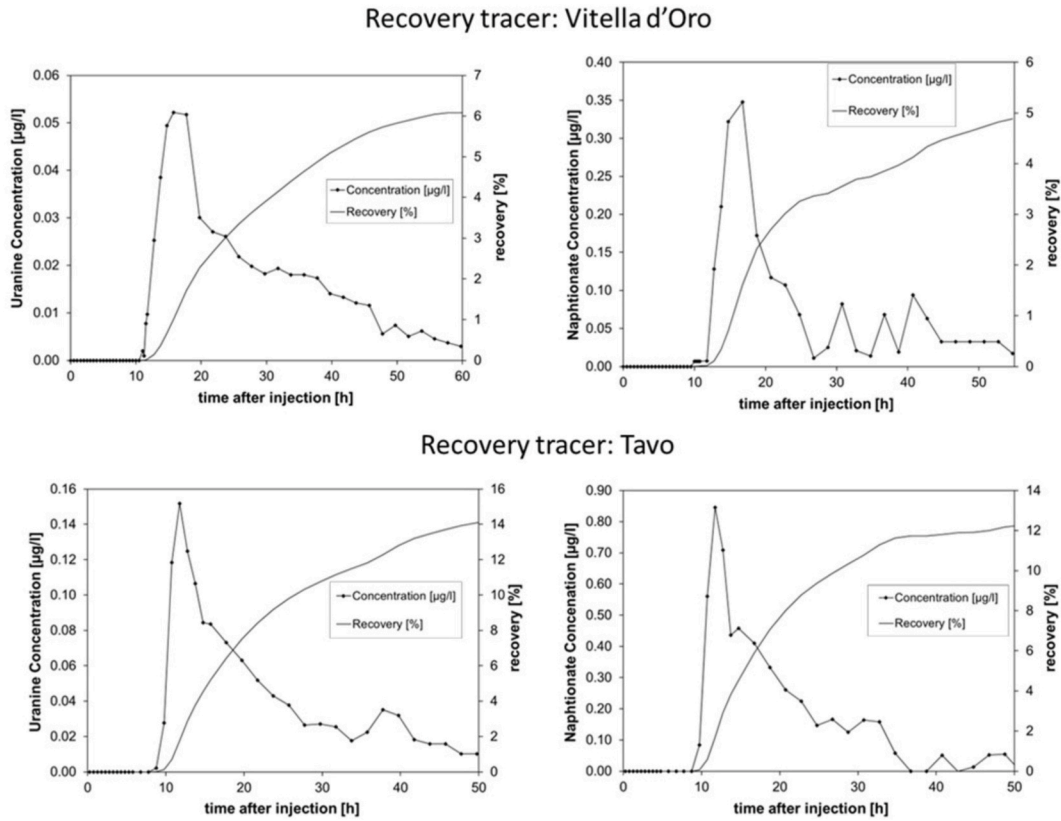 Recovery tracer: Vitella d'Oro
0.06
0.05
0.04
0.03
0.02
0.01
0.00
Uranine Concentration [µg/l]
7
6
5
4
3
2
1
0
recovery [%]
Concentration [µg/l]
Recovery [%]
0 10 20 30 40 50 60
time after injection [h]
0.40
0.35
0.30
0.25
0.20
0.15
0.10
0.05
0.00
Naphtionate Concentration [µg/l]
6
5
4
3
2
1
0
recovery [%]
Concentration [µg/l]
Recovery [%]
0 10 20 30 40 50
time after injection [h]
Recovery tracer: Tavo
0.16
0.14
0.12
0.10
0.08
0.06
0.04
0.02
0.00
Uranine Concentration [µg/l]
16
14
12
10
8
6
4
2
0
recovery [%]
Concentration [µg/l]
Recovery [%]
0 10 20 30 40 50
time after injection [h]
0.90
0.80
0.70
0.60
0.50
0.40
0.30
0.20
0.10
0.00
Naphtionate Concenation [µg/l]
14
12
10
8
6
4
2
0
recovery [%]
Concentration [µg/l]
Recovery [%]
0 10 20 30 40 50
time after injection [h]